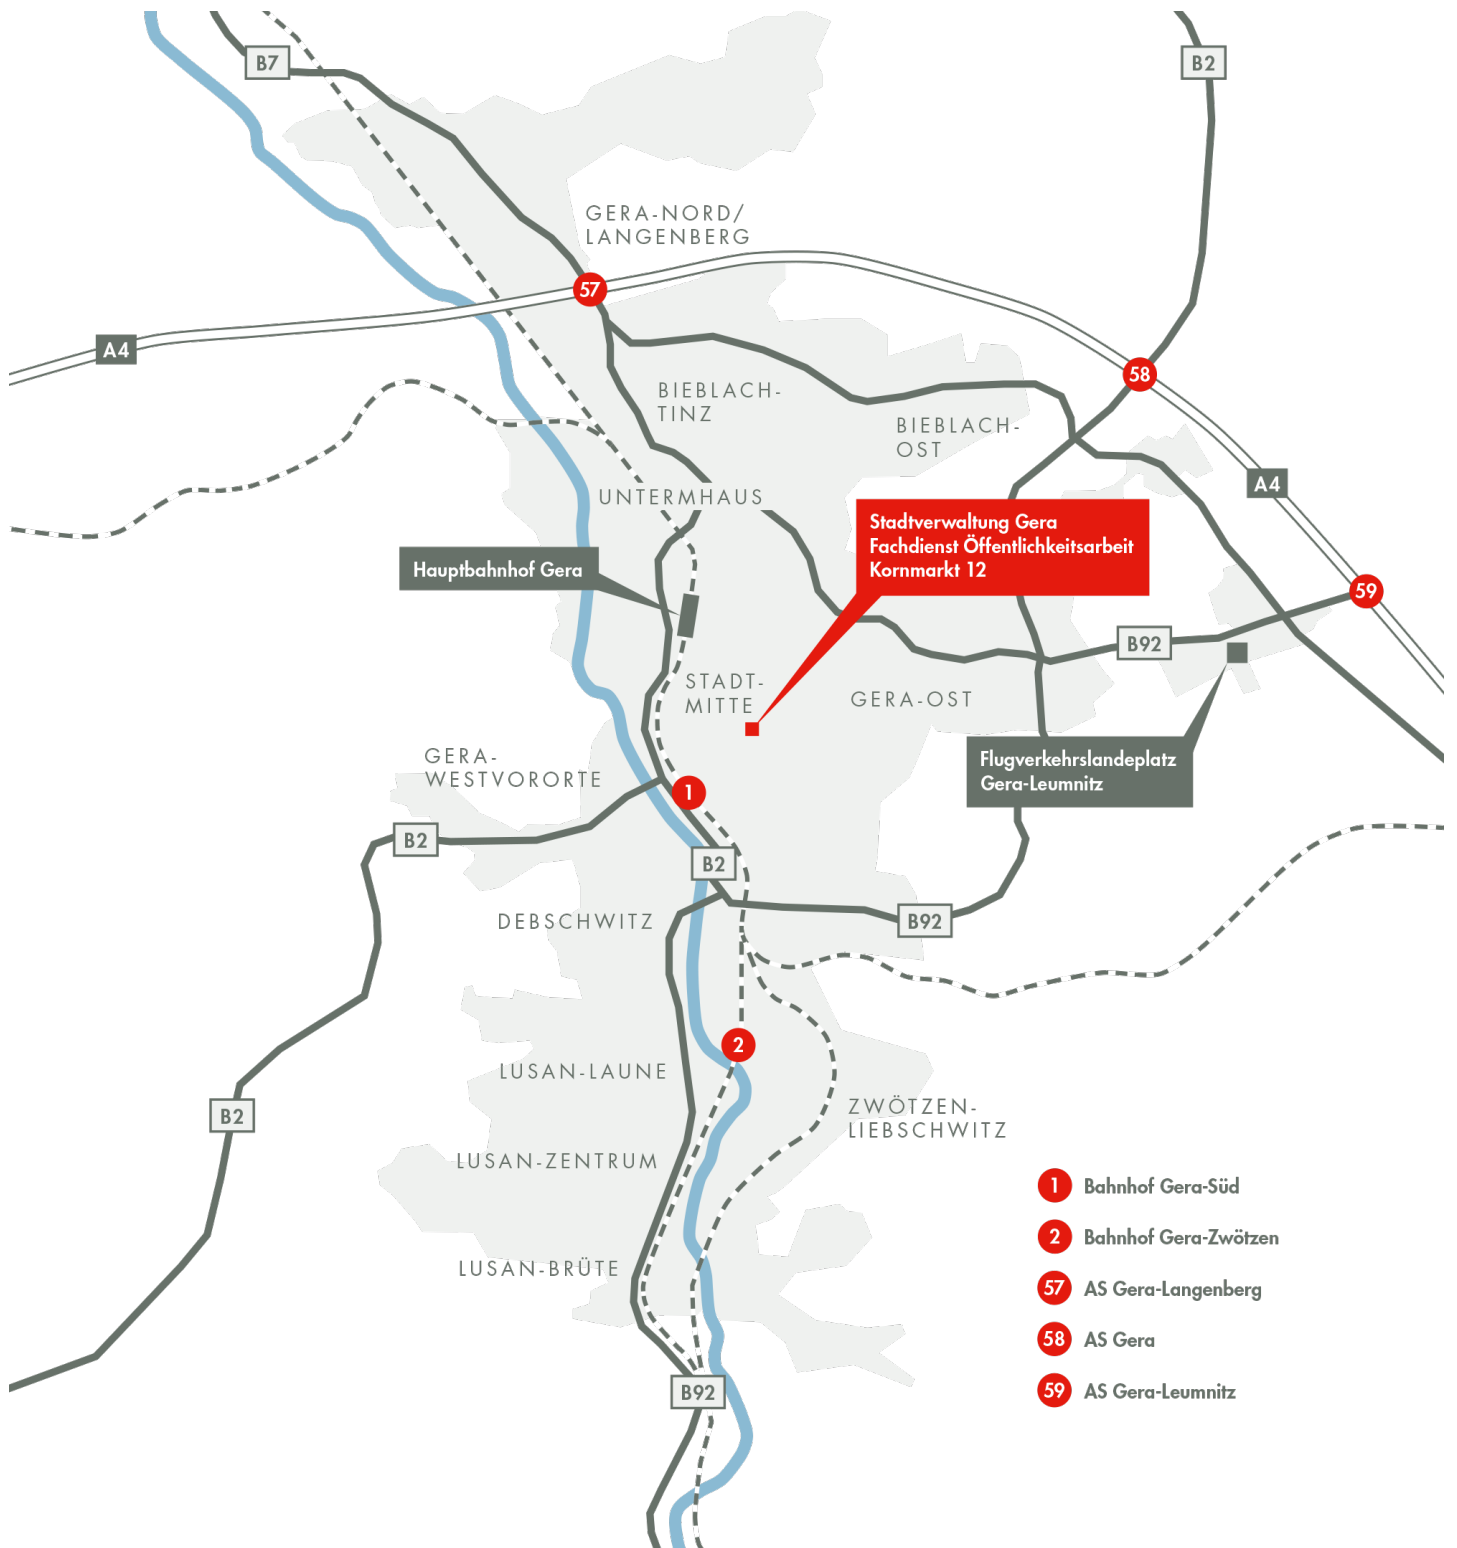 B7
B2
GERA-NORD/
LANGENBERG
57
A4
58
BIEBLACH-
TINZ
BIEBLACH-
OST
A4
UNTERMHAUS
Stadtverwaltung Gera
Fachdienst Öffentlichkeitsarbeit
Kornmarkt 12
Hauptbahnhof Gera
59
B92
STADT-
MITTE
GERA-OST
GERA-
WESTVORORTE
Flugverkehrslandeplatz
Gera-Leumnitz
1
B2
B2
DEBSCHWITZ
B92
2
LUSAN-LAUNE
B2
ZWÖTZEN-
LIEBSCHWITZ
LUSAN-ZENTRUM
LUSAN-BRÜTE
B92
1 Bahnhof Gera-Süd
2 Bahnhof Gera-Zwötzen
57 AS Gera-Langenberg
58 AS Gera
59 AS Gera-Leumnitz